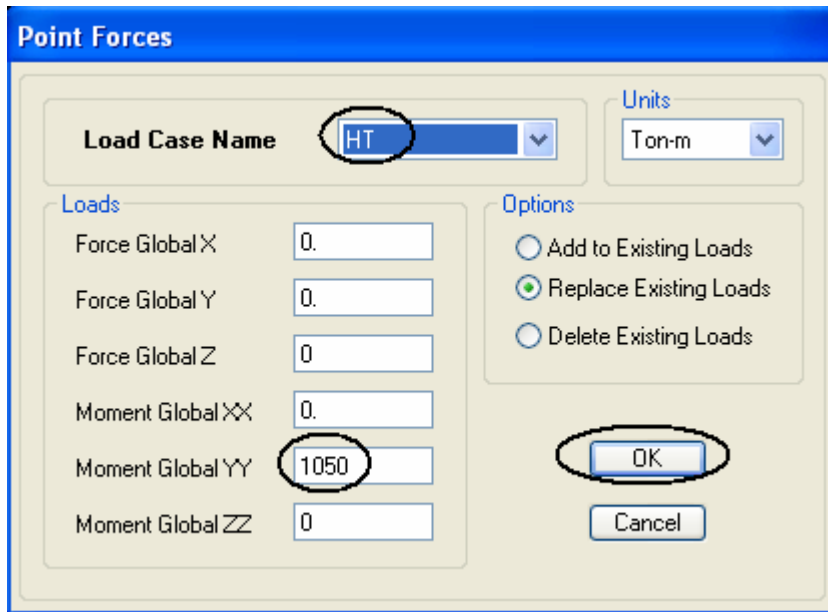 Point Forces
Units
Load Case Name HT Ton-m
Loads
Options
Force Global X 0.
Add to Existing Loads
Force Global Y 0.
Replace Existing Loads
Force Global Z 0
Delete Existing Loads
Moment Global XX 0.
Moment Global YY 1050
OK
Moment Global ZZ 0
Cancel